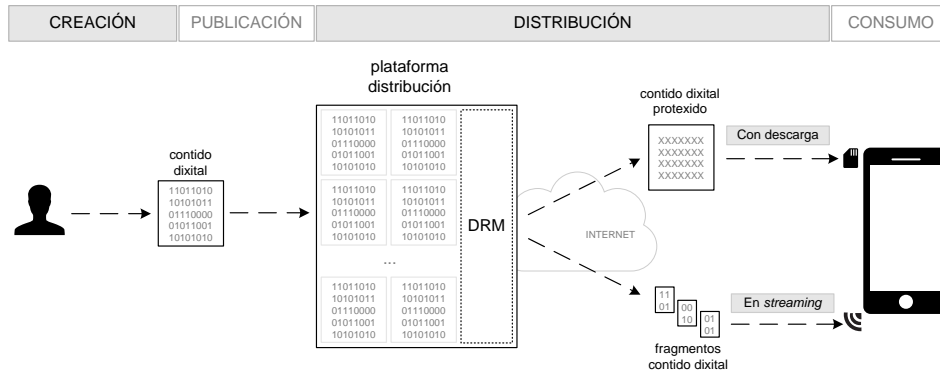 CREACIÓN
PUBLICACIÓN
DISTRIBUCIÓN
CONSUMO
contido
dixital
11011010
10101011
01110000
01011001
10101010
plataforma
distribución
11011010
10101011
01110000
01011001
10101010
11011010
10101011
01110000
01011001
10101010
11011010
10101011
01110000
01011001
10101010
11011010
10101011
01110000
01011001
10101010
...
11011010
10101011
01110000
01011001
10101010
11011010
10101011
01110000
01011001
10101010
DRM
INTERNET
contido dixital
protexido
XXXXXXX
XXXXXXX
XXXXXXX
XXXXXXX
Con descarga
11
01
00
10
01
01
fragmentos
contido dixital
En streaming